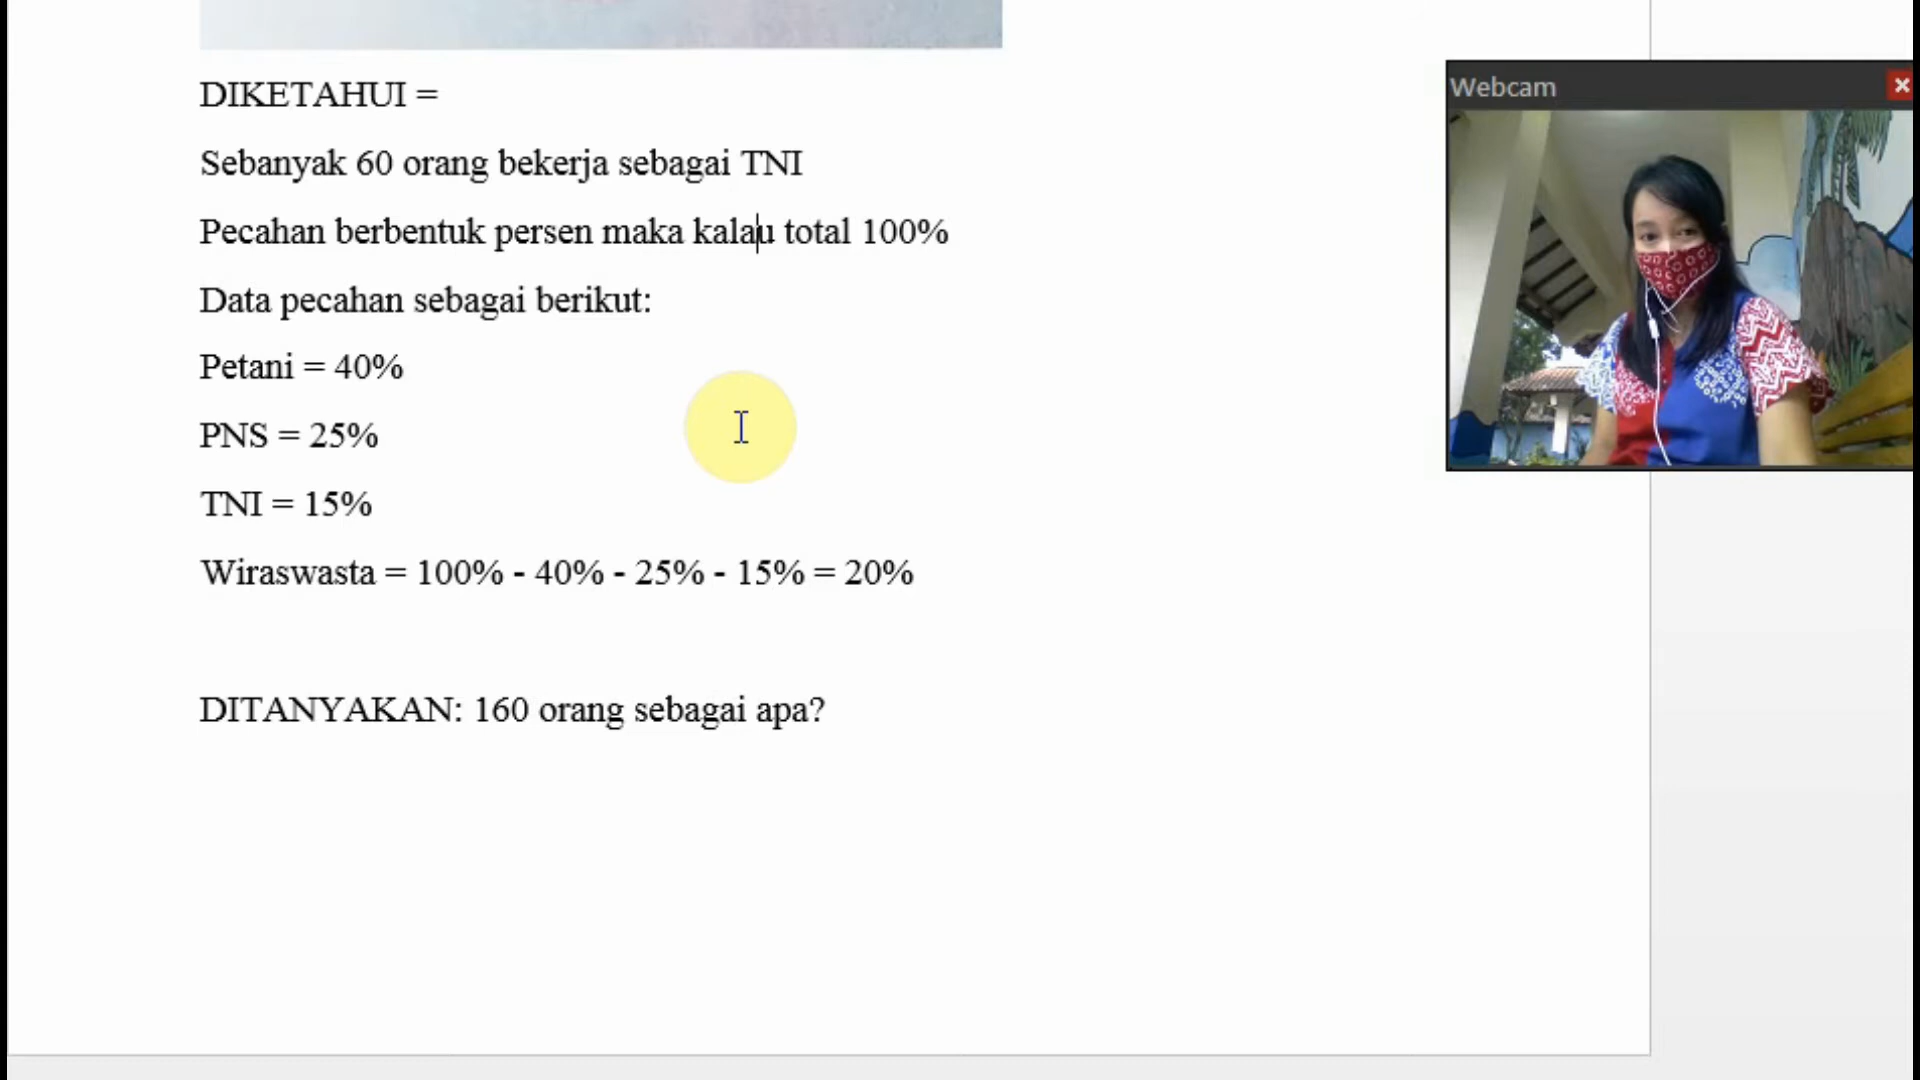 DIKETAHUI =
Sebanyak 60 orang bekerja sebagai TNI
Pecahan berbentuk persen maka kalau total 100%
Data pecahan sebagai berikut:
Petani = 40%
PNS = 25%
TNI = 15%
Wiraswasta = 100% - 40% - 25% - 15% = 20%
DITANYAKAN: 160 orang sebagai apa?
Webcam